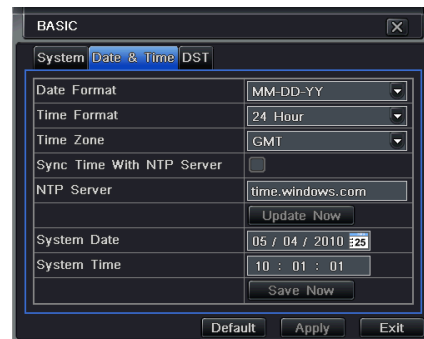 BASIC
System Date & Time DST
Date Format MM-DD-YY
Time Format 24 Hour
Time Zone GMT
Sync Time With NTP Server
NTP Server time.windows.com
Update Now
System Date 05 / 04 / 2010 25
System Time 10 : 01 : 01
Save Now
Default Apply Exit